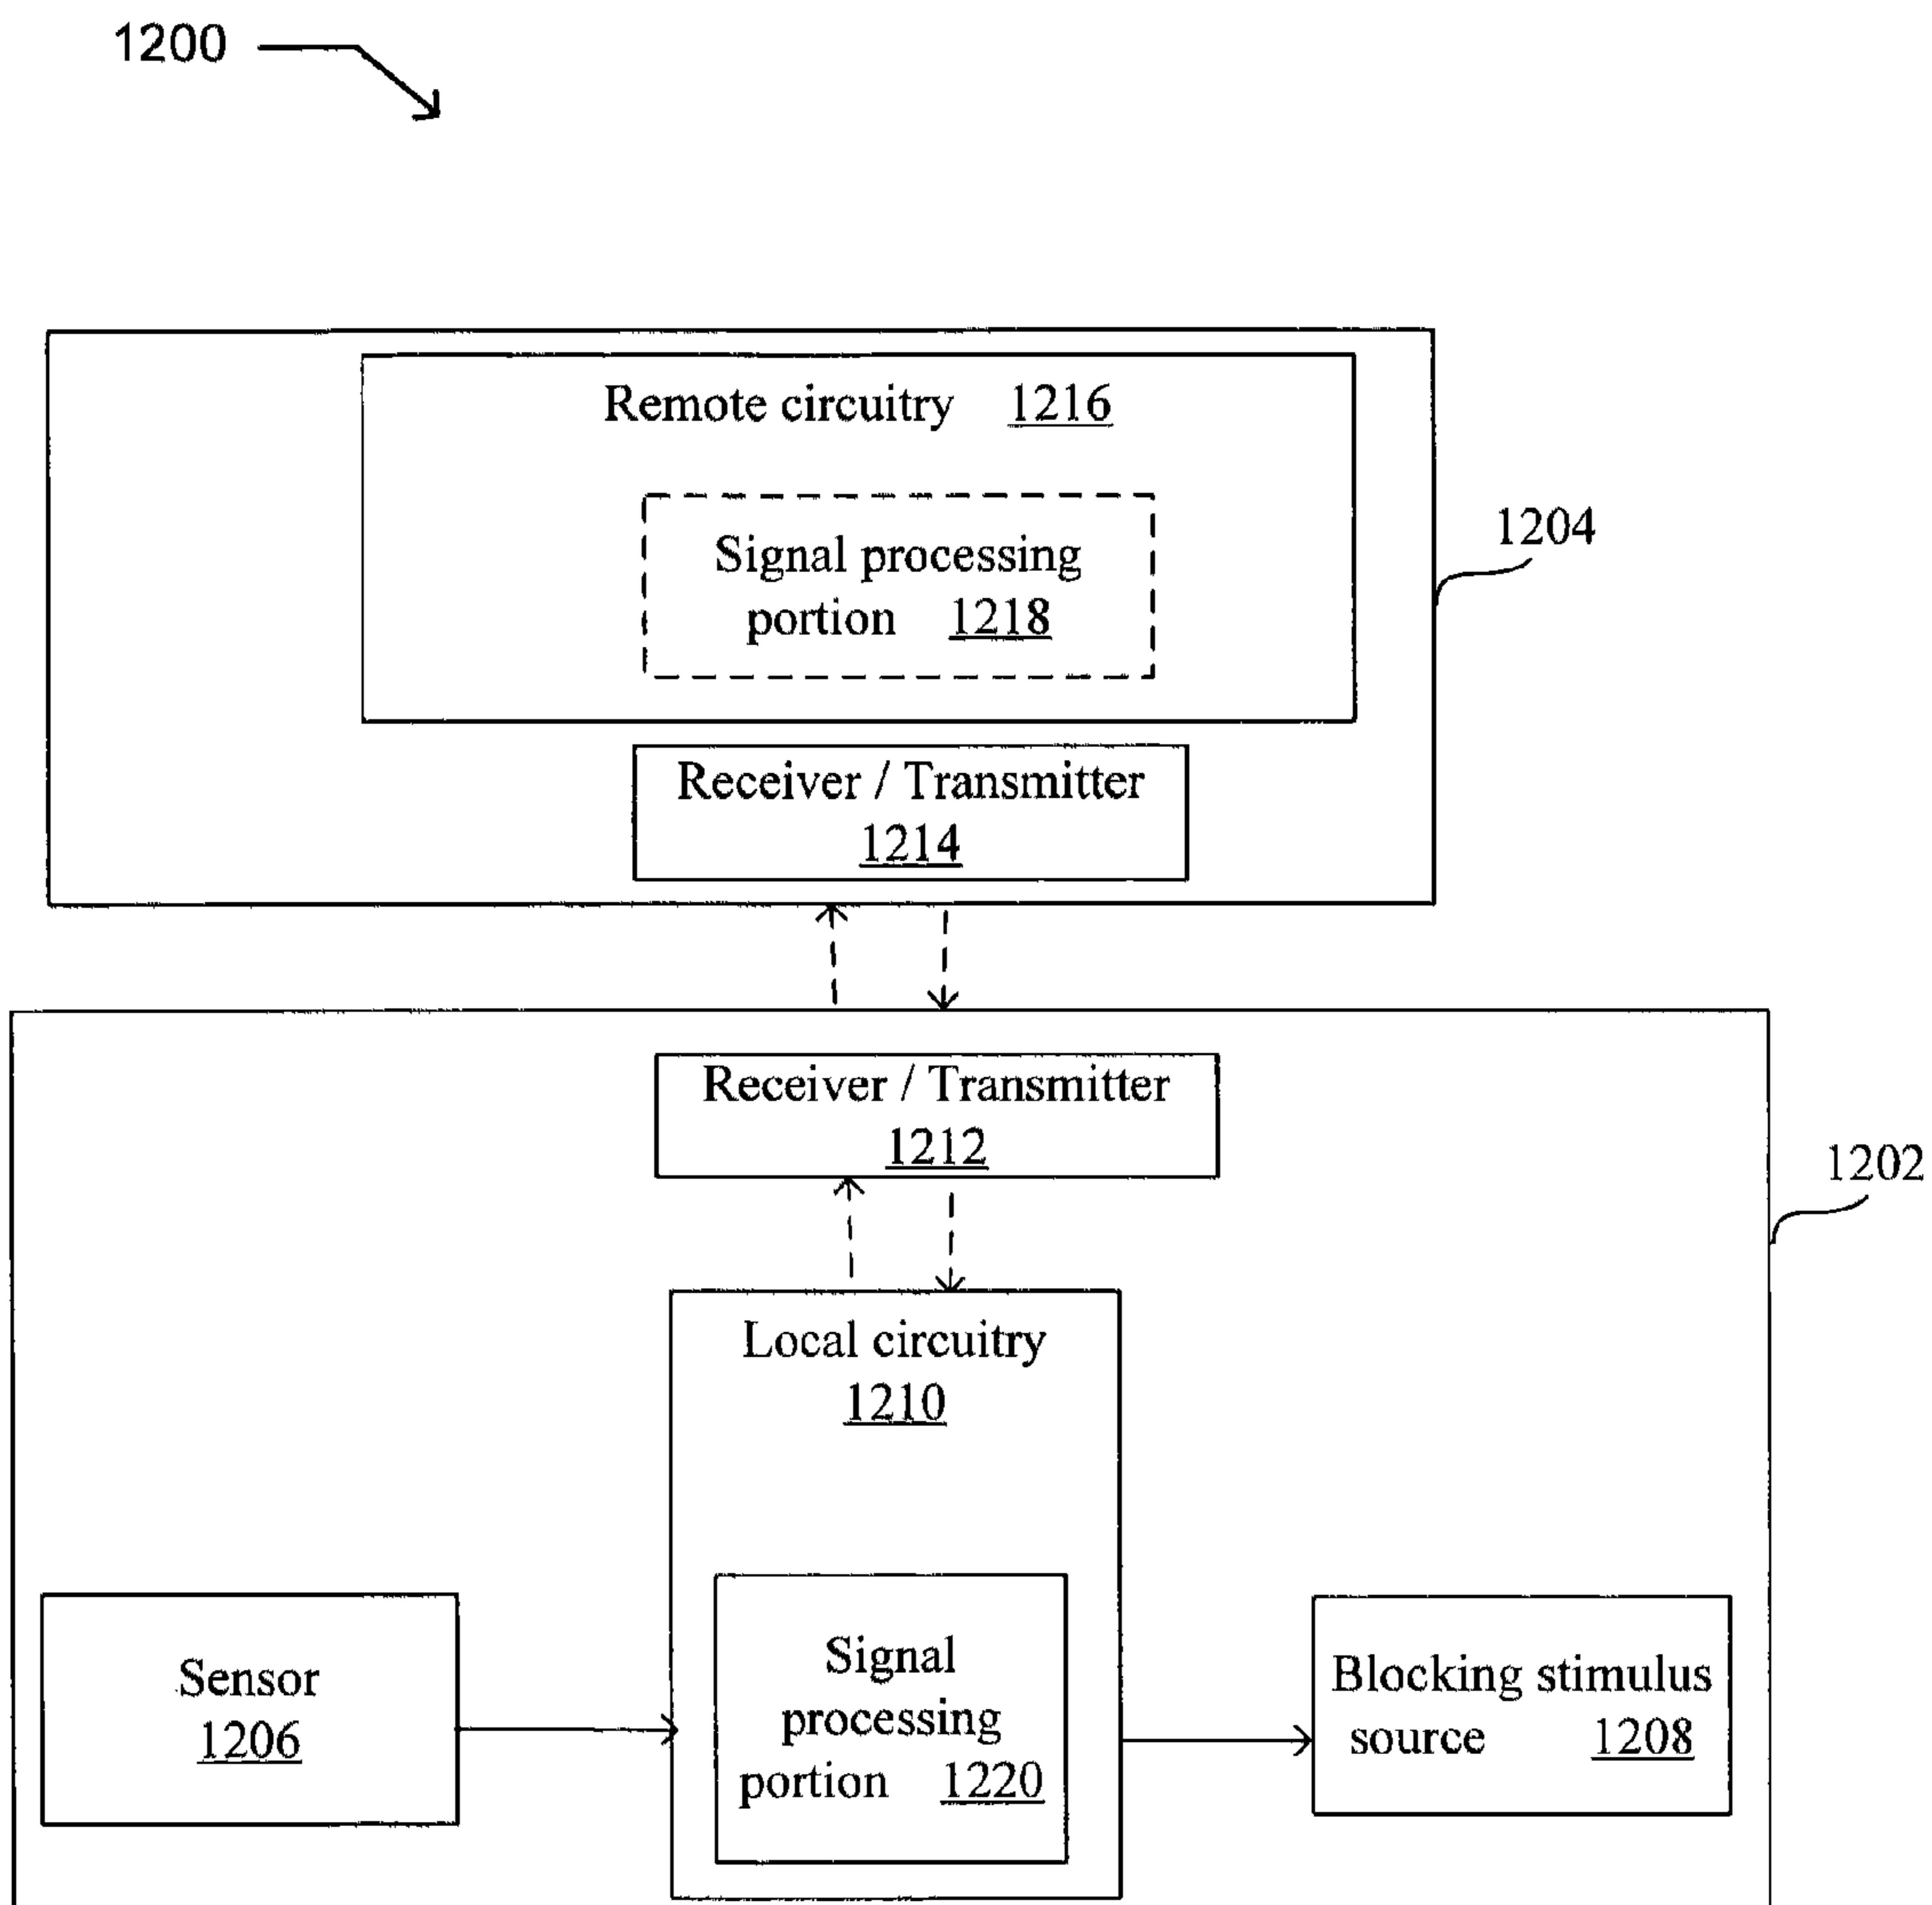 1200
Remote circuitry 1216
Signal processing
portion 1218
1204
Receiver / Transmitter
1214
Receiver / Transmitter
1212
1202
Local circuitry
1210
Sensor
1206
Signal
processing
portion 1220
Blocking stimulus
source 1208